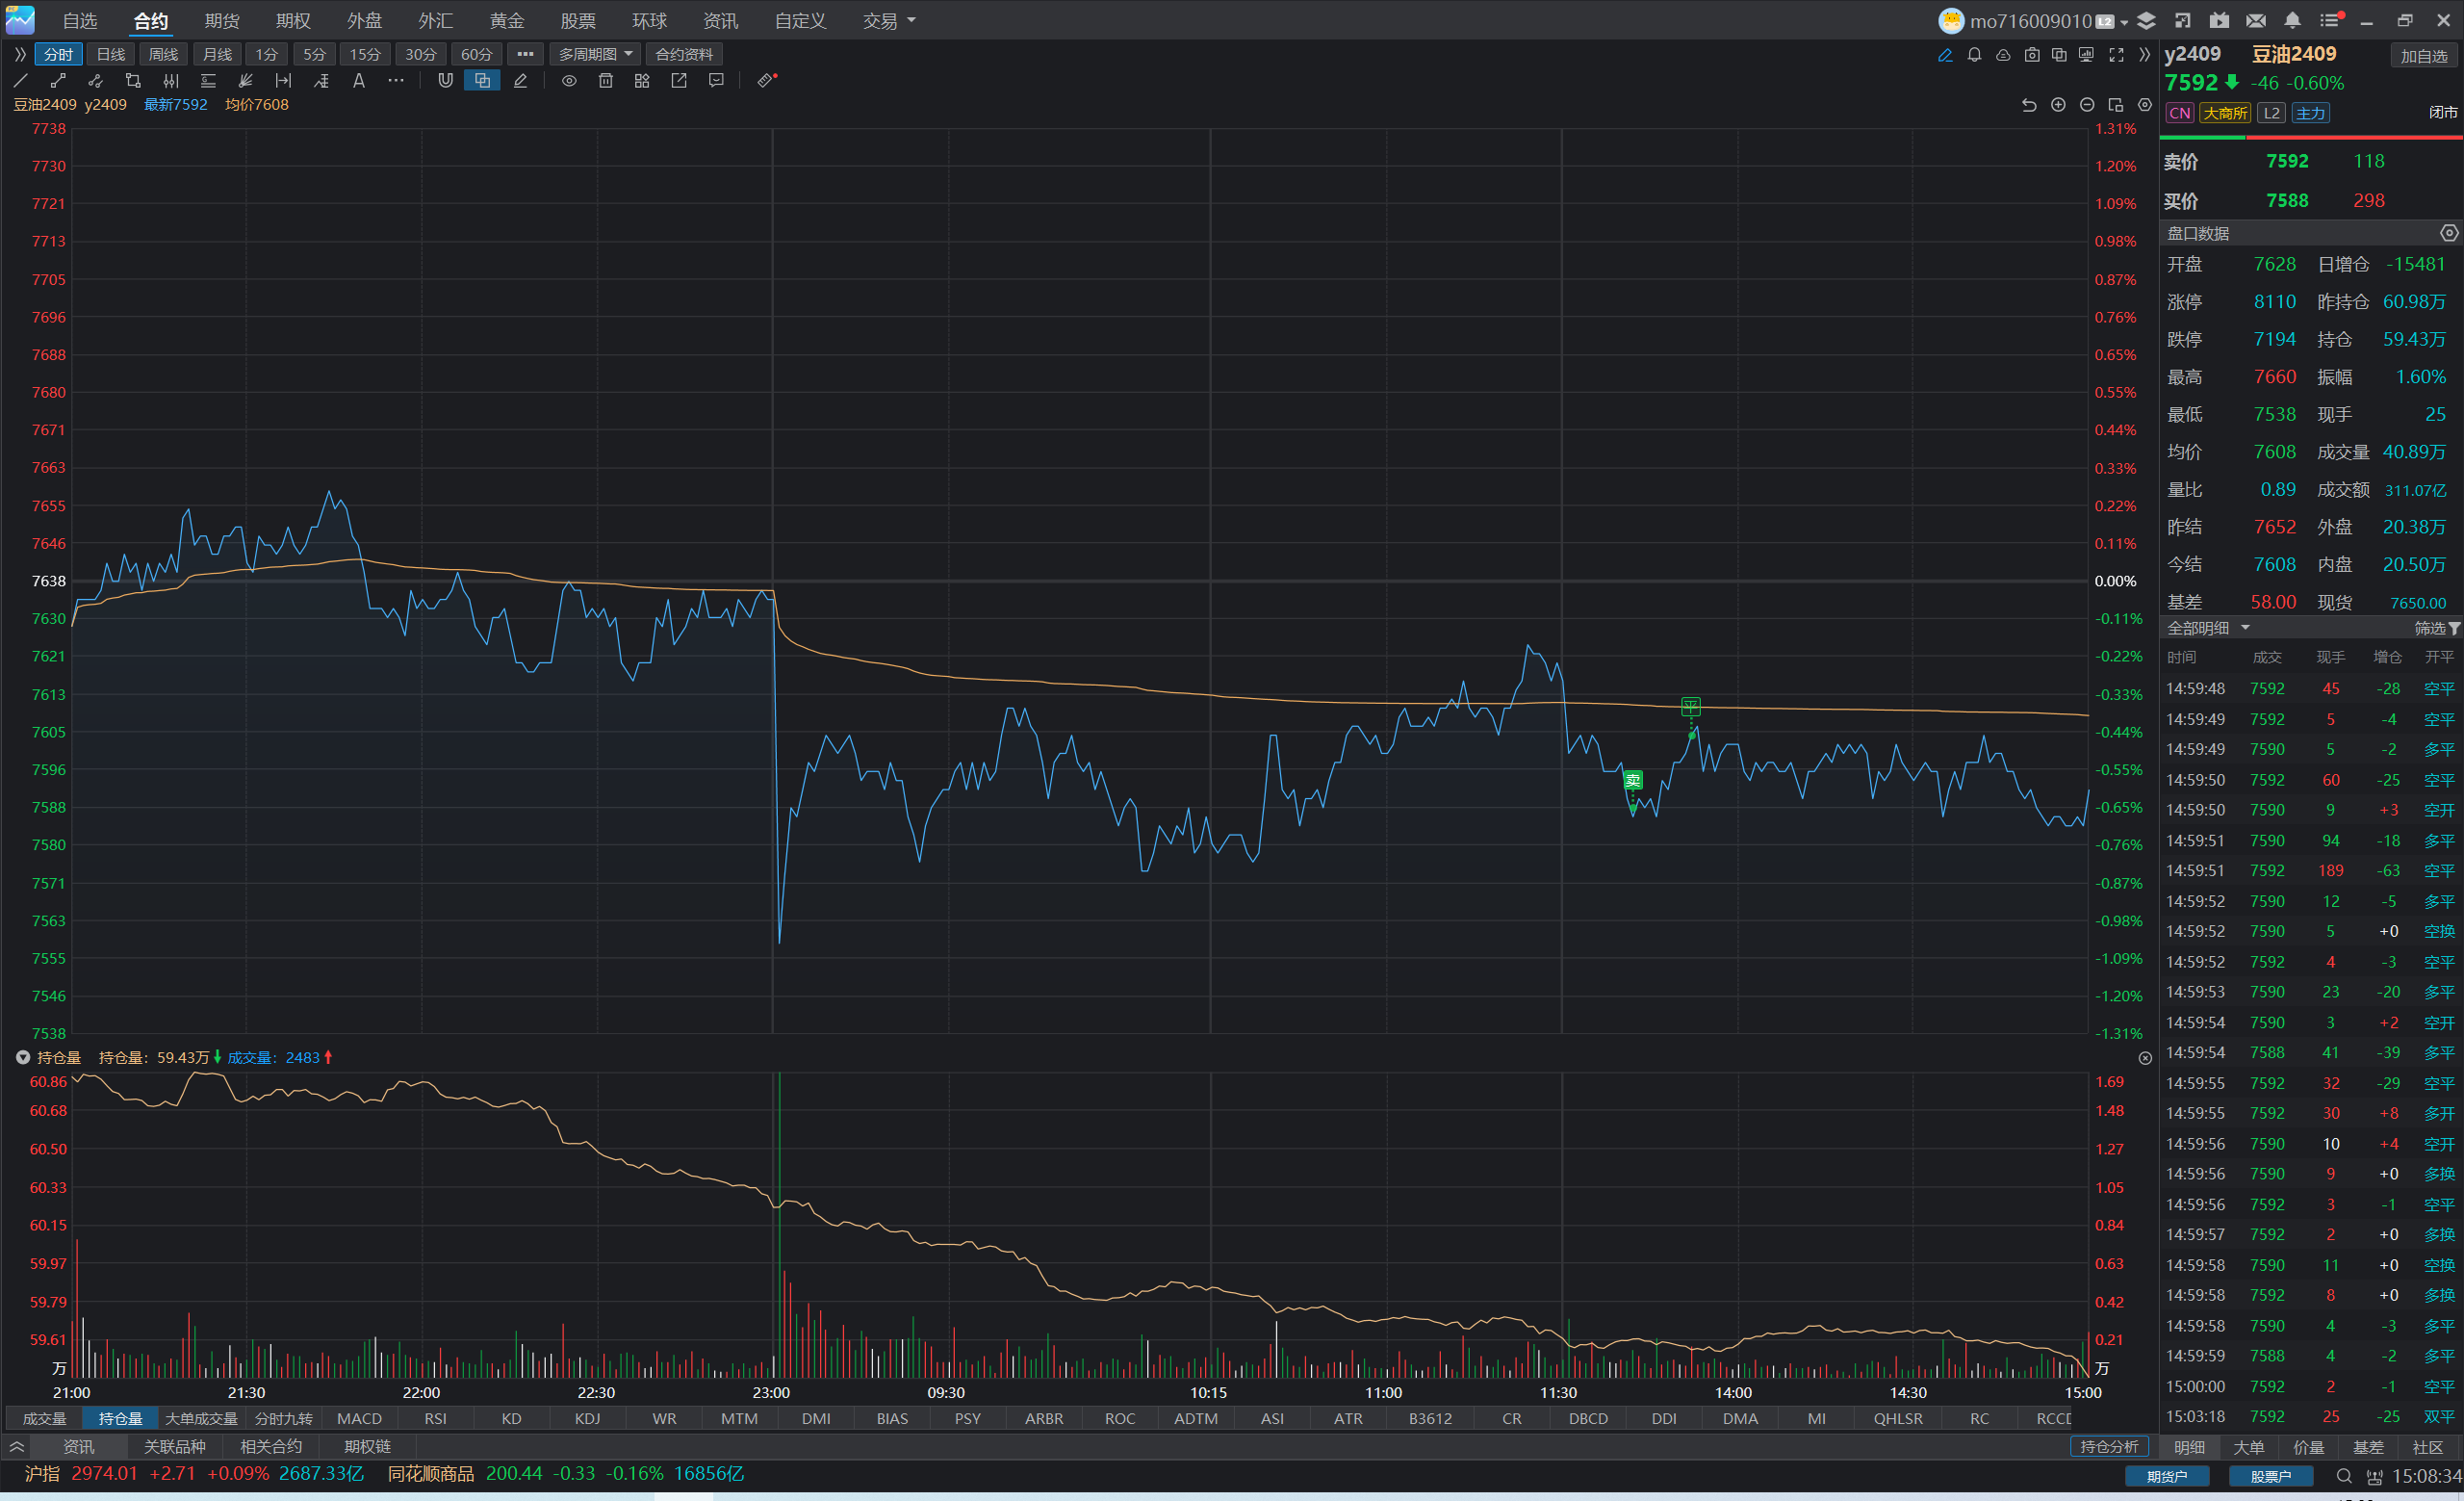 自选 合约 期货 期权 外盘 外汇 黄金 股票 环球 资讯 自定义 交易 mo716009010 L2
分时 日线 周线 月线 1分 5分 15分 30分 60分 ••• 多周期图 合约资料
豆油2409 y2409 最新7592 均价7608
7738 1.31%
7730 1.20%
7721 1.09%
7713 0.98%
7705 0.87%
7696 0.76%
7688 0.65%
7680 0.55%
7671 0.44%
7663 0.33%
7655 0.22%
7646 0.11%
7638 0.00%
7630 -0.11%
7621 -0.22%
7613 -0.33%
平
7605 -0.44%
7596 -0.55%
卖
7588 -0.65%
7580 -0.76%
7571 -0.87%
7563 -0.98%
7555 -1.09%
7546 -1.20%
7538 -1.31%
持仓量 持仓量: 59.43万 成交量: 2483
60.86 1.69
60.68 1.48
60.50 1.27
60.33 1.05
60.15 0.84
59.97 0.63
59.79 0.42
59.61 0.21
万 万
21:00 21:30 22:00 22:30 23:00 09:30 10:15 11:00 11:30 14:00 14:30 15:00
成交量 持仓量 大单成交量 分时九转 MACD RSI KD KDJ WR MTM DMI BIAS PSY ARBR ROC ADTM ASI ATR B3612 CR DBCD DDI DMA MI QHLSR RC RCCD
资讯 关联品种 相关合约 期权链 持仓分析
y2409 豆油2409 加自选
7592 -46 -0.60%
CN 大商所 L2 主力 闭市
卖价 7592 118
买价 7588 298
盘口数据
开盘 7628 日增仓 -15481
涨停 8110 昨持仓 60.98万
跌停 7194 持仓 59.43万
最高 7660 振幅 1.60%
最低 7538 现手 25
均价 7608 成交量 40.89万
量比 0.89 成交额 311.07亿
昨结 7652 外盘 20.38万
今结 7608 内盘 20.50万
基差 58.00 现货 7650.00
全部明细 筛选
时间 成交 现手 增仓 开平
14:59:48 7592 45 -28 空平
14:59:49 7592 5 -4 空平
14:59:49 7590 5 -2 多平
14:59:50 7592 60 -25 空平
14:59:50 7590 9 +3 空开
14:59:51 7590 94 -18 多平
14:59:51 7592 189 -63 空平
14:59:52 7590 12 -5 多平
14:59:52 7590 5 +0 空换
14:59:52 7592 4 -3 空平
14:59:53 7590 23 -20 多平
14:59:54 7590 3 +2 空开
14:59:54 7588 41 -39 多平
14:59:55 7592 32 -29 空平
14:59:55 7592 30 +8 多开
14:59:56 7590 10 +4 空开
14:59:56 7590 9 +0 多换
14:59:56 7592 3 -1 空平
14:59:57 7592 2 +0 多换
14:59:58 7590 11 +0 空换
14:59:58 7592 8 +0 多换
14:59:58 7590 4 -3 多平
14:59:59 7588 4 -2 多平
15:00:00 7592 2 -1 空平
15:03:18 7592 25 -25 双平
明细 大单 价量 基差 社区
沪指 2974.01 +2.71 +0.09% 2687.33亿 同花顺商品 200.44 -0.33 -0.16% 16856亿 期货户 股票户 15:08:34